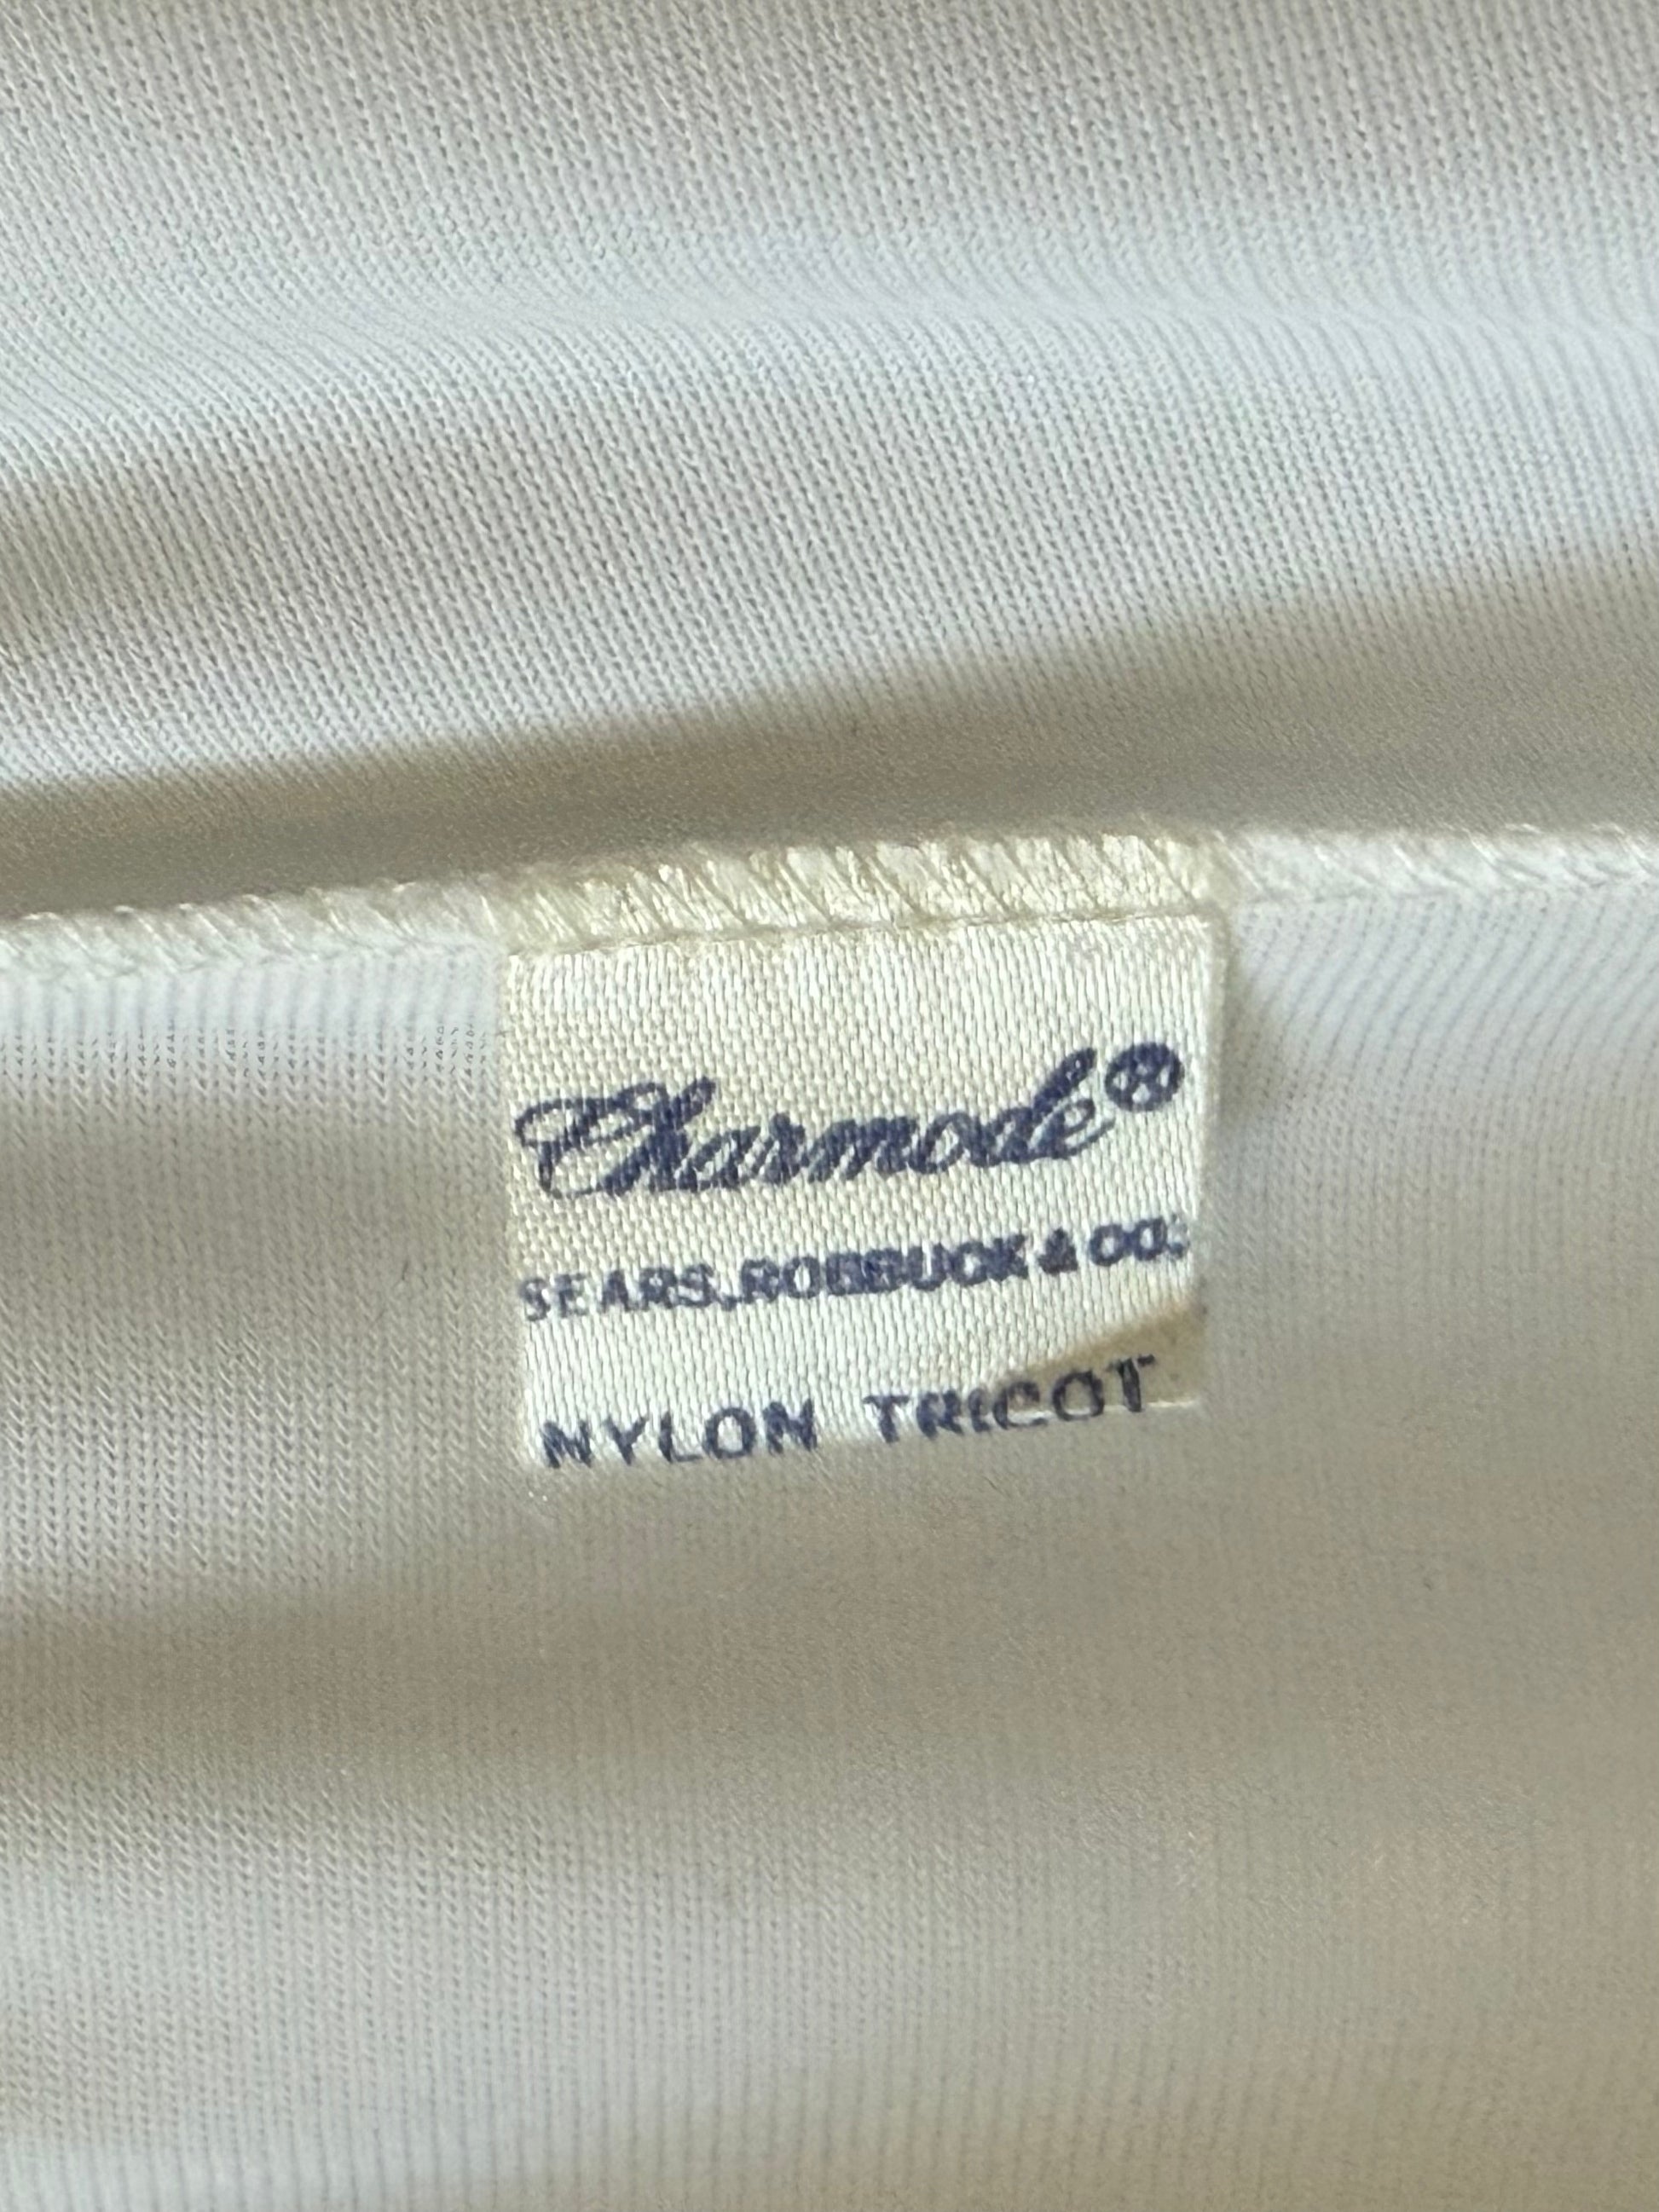 Charmode®
SEARS, ROEBUCK & CO.
NYLON TRICOT